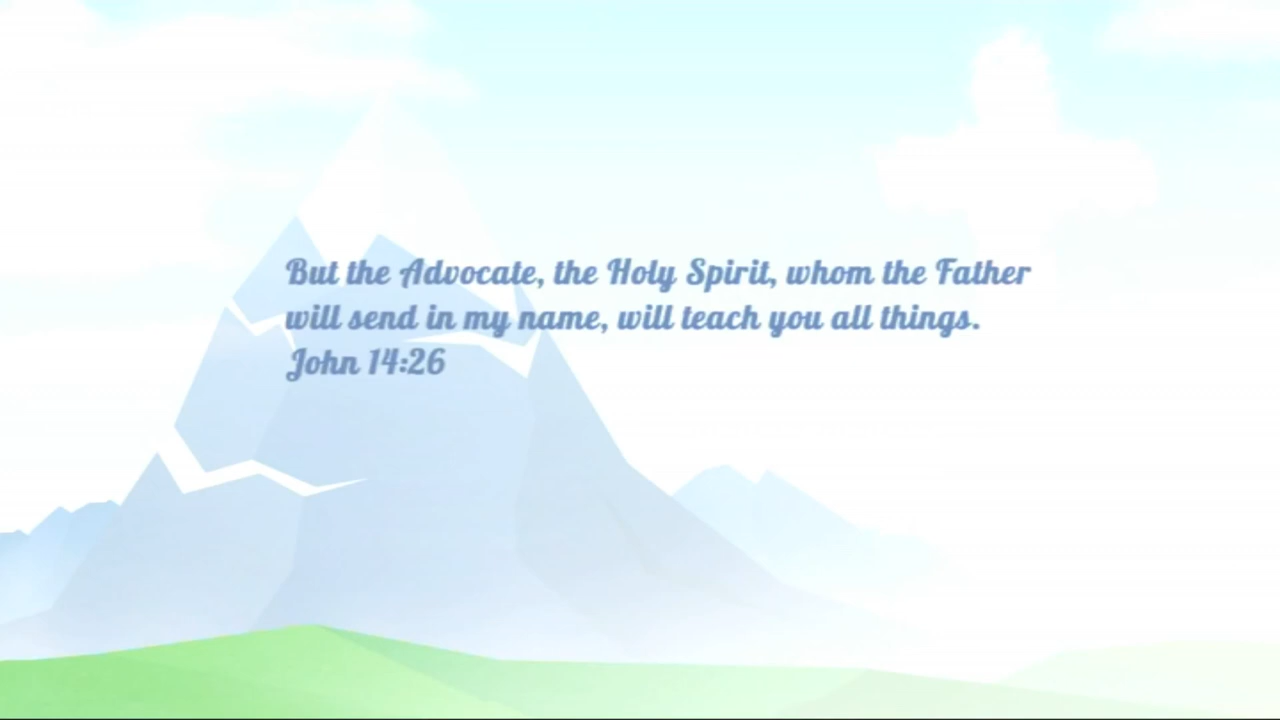 But the Advocate, the Holy Spirit, whom the Father
will send in my name, will teach you all things.
John 14:26